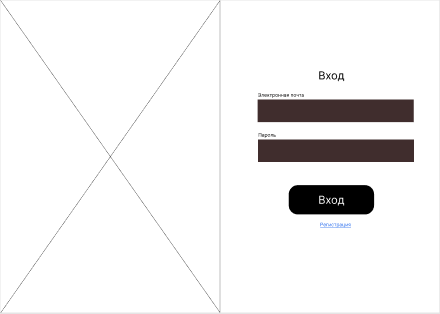 Вход
Электронная почта
Пароль
Вход
Регистрация